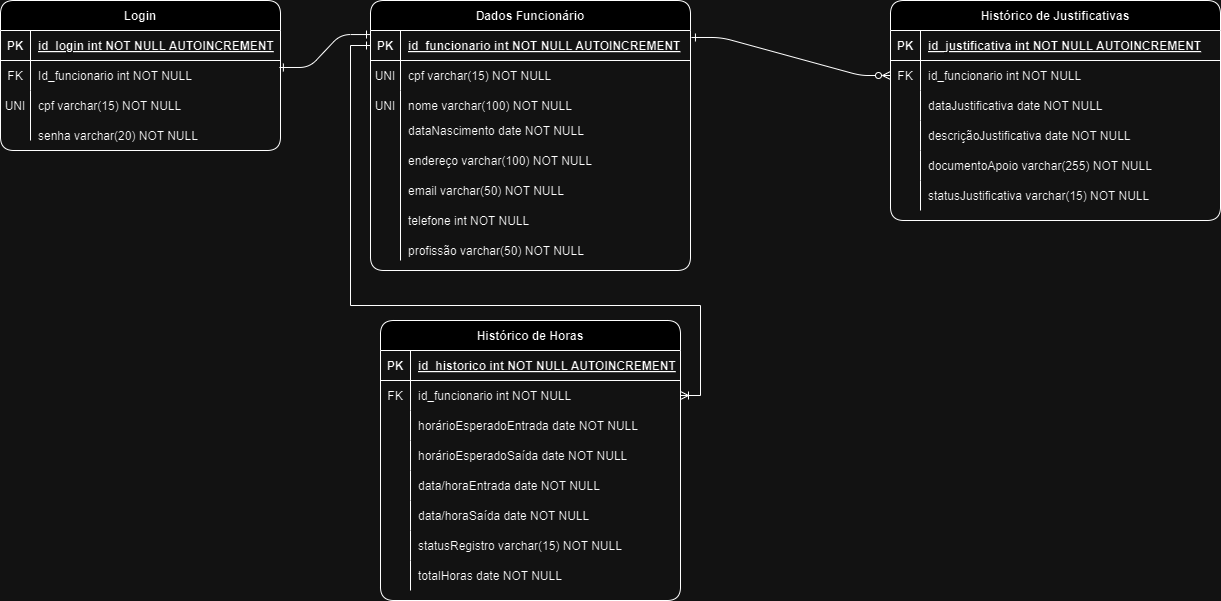 Login
PK id_login int NOT NULL AUTOINCREMENT
FK Id_funcionario int NOT NULL
UNI cpf varchar(15) NOT NULL
senha varchar(20) NOT NULL
Dados Funcionário
PK id_funcionario int NOT NULL AUTOINCREMENT
UNI cpf varchar(15) NOT NULL
UNI nome varchar(100) NOT NULL
dataNascimento date NOT NULL
endereço varchar(100) NOT NULL
email varchar(50) NOT NULL
telefone int NOT NULL
profissão varchar(50) NOT NULL
Histórico de Justificativas
PK id_justificativa int NOT NULL AUTOINCREMENT
FK id_funcionario int NOT NULL
dataJustificativa date NOT NULL
descriçãoJustificativa date NOT NULL
documentoApoio varchar(255) NOT NULL
statusJustificativa varchar(15) NOT NULL
Histórico de Horas
PK id_historico int NOT NULL AUTOINCREMENT
FK id_funcionario int NOT NULL
horárioEsperadoEntrada date NOT NULL
horárioEsperadoSaída date NOT NULL
data/horaEntrada date NOT NULL
data/horaSaída date NOT NULL
statusRegistro varchar(15) NOT NULL
totalHoras date NOT NULL